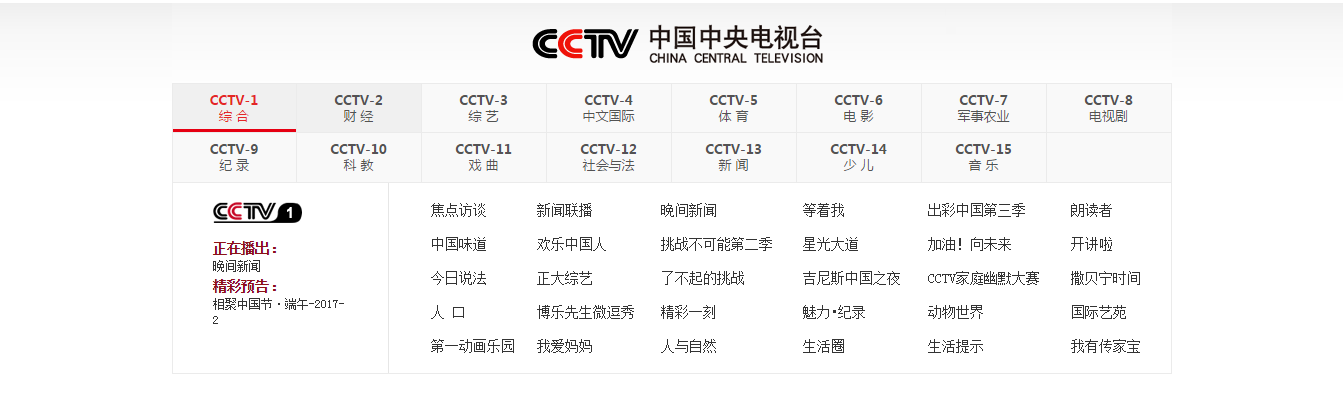 CCTV 中国中央电视台
CHINA CENTRAL TELEVISION
CCTV-1 CCTV-2 CCTV-3 CCTV-4 CCTV-5 CCTV-6 CCTV-7 CCTV-8
综 合 财 经 综 艺 中文国际 体 育 电 影 军事农业 电视剧
CCTV-9 CCTV-10 CCTV-11 CCTV-12 CCTV-13 CCTV-14 CCTV-15
纪 录 科 教 戏 曲 社会与法 新 闻 少 儿 音 乐
CCTV 1
正在播出：
晚间新闻
精彩预告：
相聚中国节·端午-2017-
2
焦点访谈 新闻联播 晚间新闻 等着我 出彩中国第三季 朗读者
中国味道 欢乐中国人 挑战不可能第二季 星光大道 加油！向未来 开讲啦
今日说法 正大综艺 了不起的挑战 吉尼斯中国之夜 CCTV家庭幽默大赛 撒贝宁时间
人 口 博乐先生微逗秀 精彩一刻 魅力·纪录 动物世界 国际艺苑
第一动画乐园 我爱妈妈 人与自然 生活圈 生活提示 我有传家宝